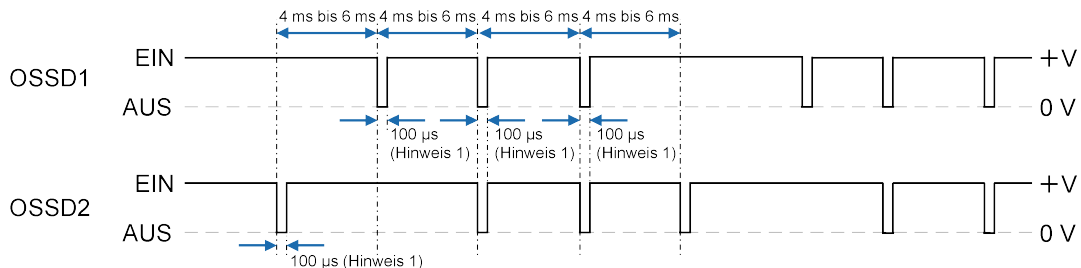 4 ms bis 6 ms 4 ms bis 6 ms 4 ms bis 6 ms 4 ms bis 6 ms
EIN +V
OSSD1
AUS 0 V
100 µs 100 µs 100 µs
(Hinweis 1) (Hinweis 1) (Hinweis 1)
EIN +V
OSSD2
AUS 0 V
100 µs (Hinweis 1)